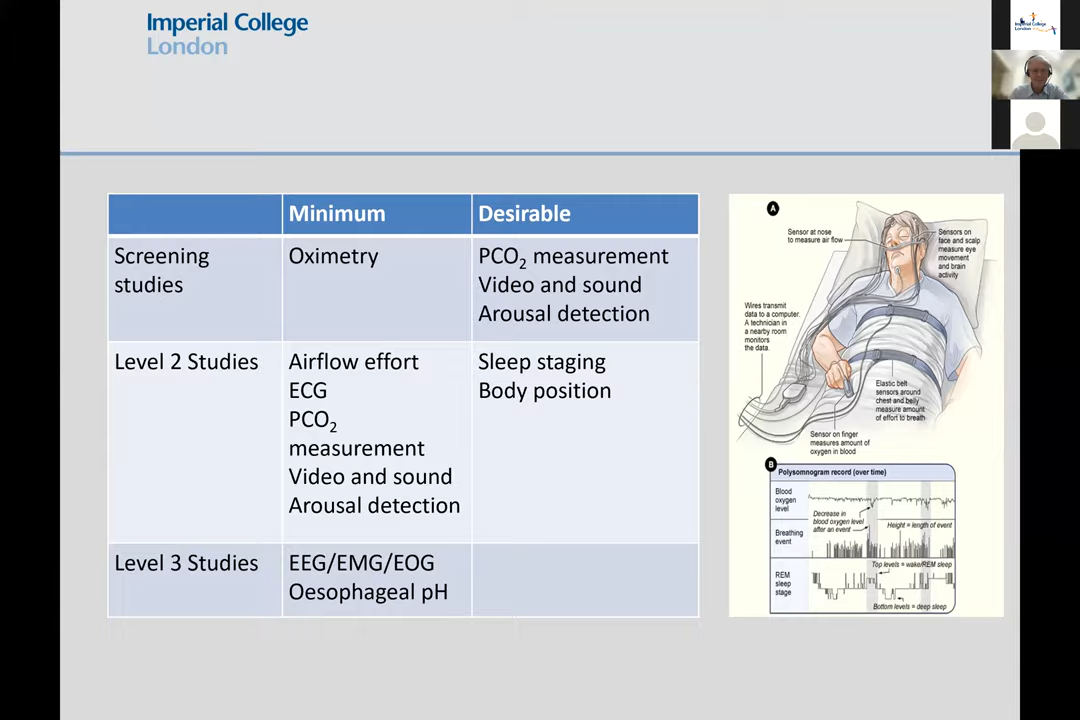 Imperial College
London
Imperial College
London
Minimum
Desirable
Screening
studies
Oximetry
PCO2 measurement
Video and sound
Arousal detection
Level 2 Studies
Airflow effort
ECG
PCO2
measurement
Video and sound
Arousal detection
Sleep staging
Body position
Level 3 Studies
EEG/EMG/EOG
Oesophageal pH
A
Sensor at nose
to measure air flow
Sensors on
face and scalp
measure eye
movement
and brain
activity
Wires transmit
data to a computer.
A technician in
a nearby room
monitors
the data.
Elastic belt
sensors around
chest and belly
measure amount
of effort to breath
Sensor on finger
measures amount of
oxygen in blood
B
Polysomnogram record (over time)
Blood
oxygen
level
Decrease in
blood oxygen level
after an event
Height = length of event
Breathing
event
Top levels = wake/REM sleep
REM
sleep
stage
Bottom levels = deep sleep